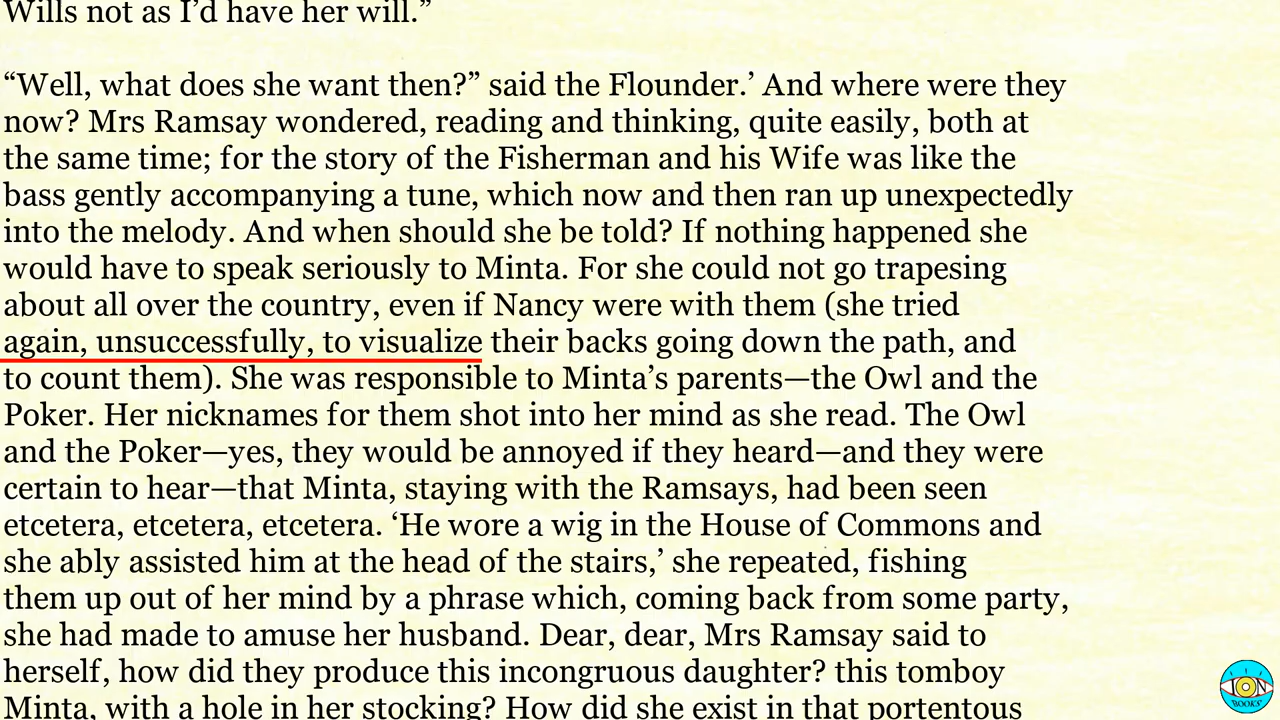 Wills not as I’d have her will.”
“Well, what does she want then?” said the Flounder.’ And where were they
now? Mrs Ramsay wondered, reading and thinking, quite easily, both at
the same time; for the story of the Fisherman and his Wife was like the
bass gently accompanying a tune, which now and then ran up unexpectedly
into the melody. And when should she be told? If nothing happened she
would have to speak seriously to Minta. For she could not go trapesing
about all over the country, even if Nancy were with them (she tried
again, unsuccessfully, to visualize their backs going down the path, and
to count them). She was responsible to Minta’s parents—the Owl and the
Poker. Her nicknames for them shot into her mind as she read. The Owl
and the Poker—yes, they would be annoyed if they heard—and they were
certain to hear—that Minta, staying with the Ramsays, had been seen
etcetera, etcetera, etcetera. ‘He wore a wig in the House of Commons and
she ably assisted him at the head of the stairs,’ she repeated, fishing
them up out of her mind by a phrase which, coming back from some party,
she had made to amuse her husband. Dear, dear, Mrs Ramsay said to
herself, how did they produce this incongruous daughter? this tomboy
Minta, with a hole in her stocking? How did she exist in that portentous
ION
BOOKS